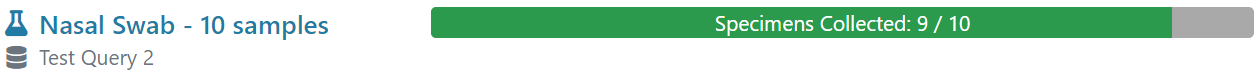 Nasal Swab - 10 samples
Specimens Collected: 9 / 10
Test Query 2